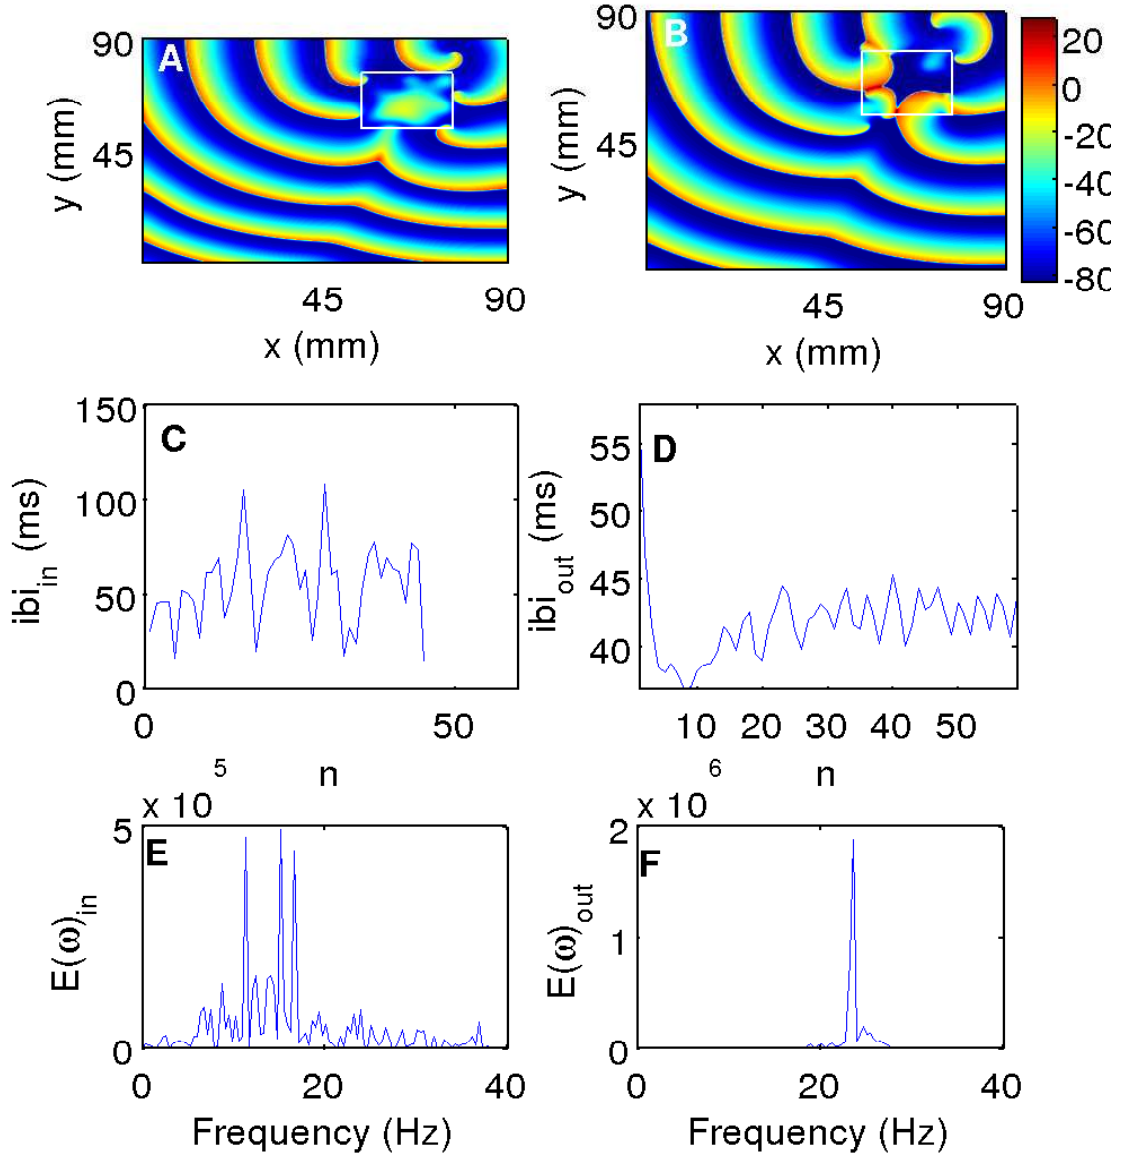 A
90
45
y (mm)
45
90
x (mm)
B
90
45
y (mm)
45
90
x (mm)
20
0
-20
-40
-60
-80
C
150
100
50
0
ibi_in (ms)
0
50
n
D
55
50
45
40
ibi_out (ms)
10 20 30 40 50
n
E
x 10^5
5
0
E(ω)_in
0
20
40
Frequency (Hz)
F
x 10^6
2
1
0
E(ω)_out
0
20
40
Frequency (Hz)